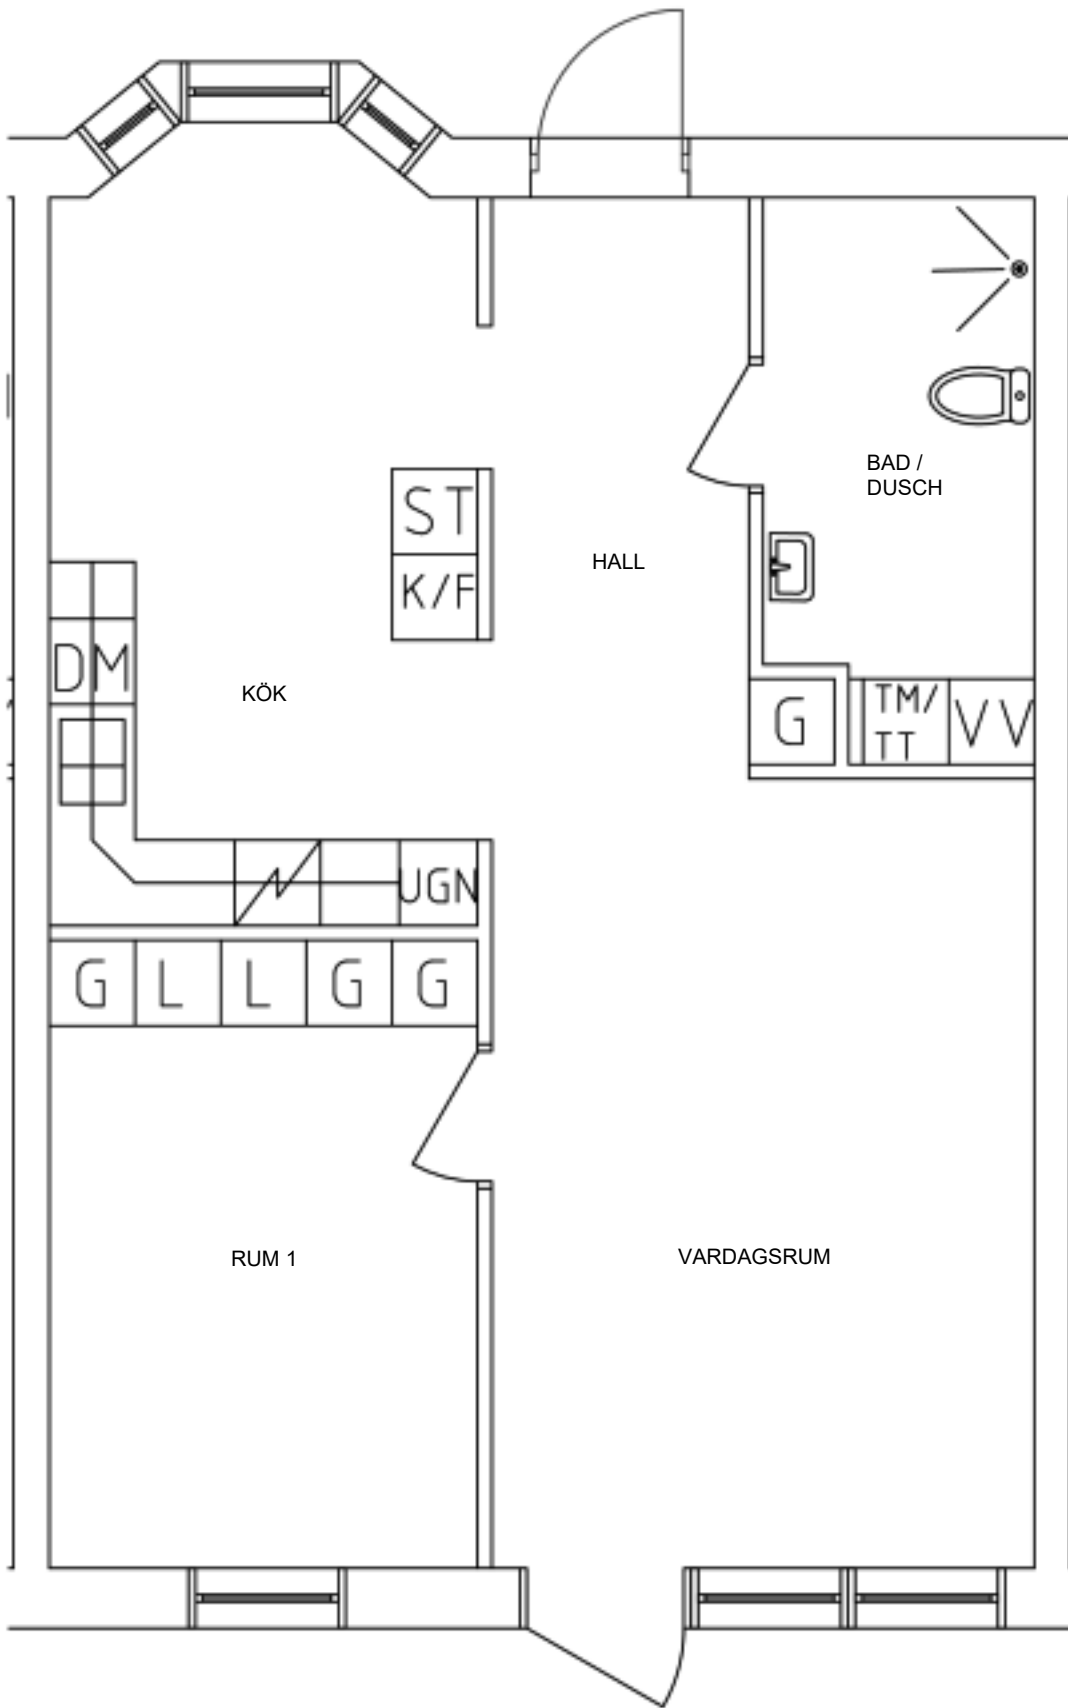 BAD /
DUSCH
ST
HALL
K/F
DM
KÖK
G
TM/
TT
VV
UGN
G L L G G
RUM 1
VARDAGSRUM